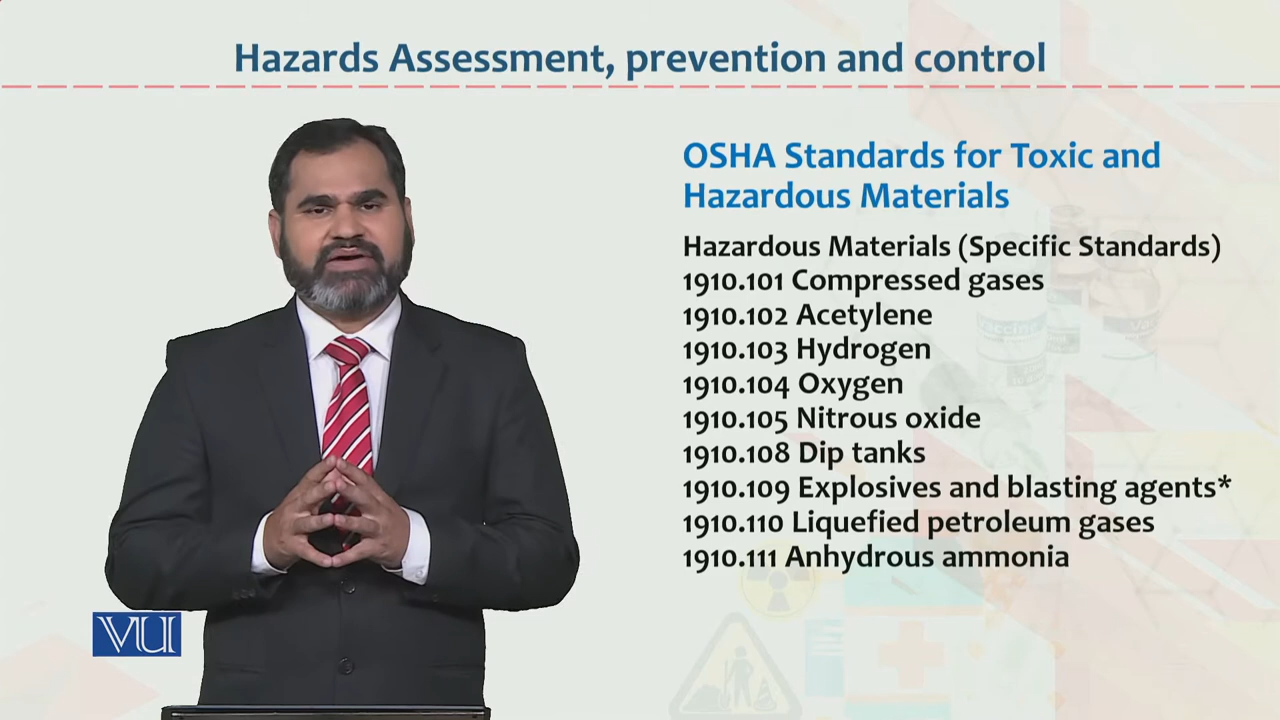 Hazards Assessment, prevention and control
OSHA Standards for Toxic and
Hazardous Materials
Hazardous Materials (Specific Standards)
1910.101 Compressed gases
1910.102 Acetylene
1910.103 Hydrogen
1910.104 Oxygen
1910.105 Nitrous oxide
1910.108 Dip tanks
1910.109 Explosives and blasting agents*
1910.110 Liquefied petroleum gases
1910.111 Anhydrous ammonia
VU
vaccine